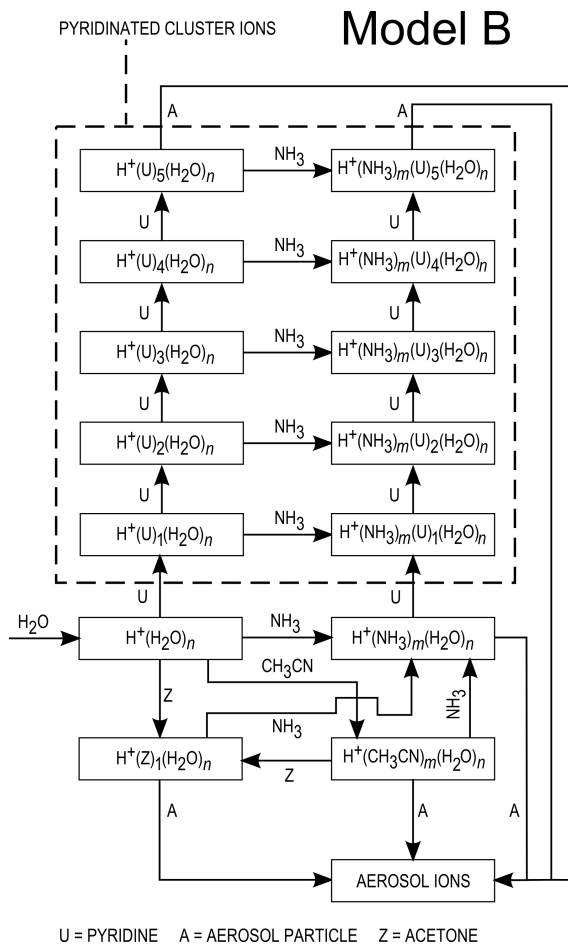 PYRIDINATED CLUSTER IONS
Model B
A
A
H⁺(U)₅(H₂O)ₙ
NH₃
H⁺(NH₃)ₘ(U)₅(H₂O)ₙ
U
U
H⁺(U)₄(H₂O)ₙ
NH₃
H⁺(NH₃)ₘ(U)₄(H₂O)ₙ
U
U
H⁺(U)₃(H₂O)ₙ
NH₃
H⁺(NH₃)ₘ(U)₃(H₂O)ₙ
U
U
H⁺(U)₂(H₂O)ₙ
NH₃
H⁺(NH₃)ₘ(U)₂(H₂O)ₙ
U
U
H⁺(U)₁(H₂O)ₙ
NH₃
H⁺(NH₃)ₘ(U)₁(H₂O)ₙ
U
U
H₂O
H⁺(H₂O)ₙ
NH₃
H⁺(NH₃)ₘ(H₂O)ₙ
CH₃CN
Z
NH₃
NH₃
H⁺(Z)₁(H₂O)ₙ
Z
H⁺(CH₃CN)ₘ(H₂O)ₙ
A
A
A
AEROSOL IONS
U = PYRIDINE A = AEROSOL PARTICLE Z = ACETONE